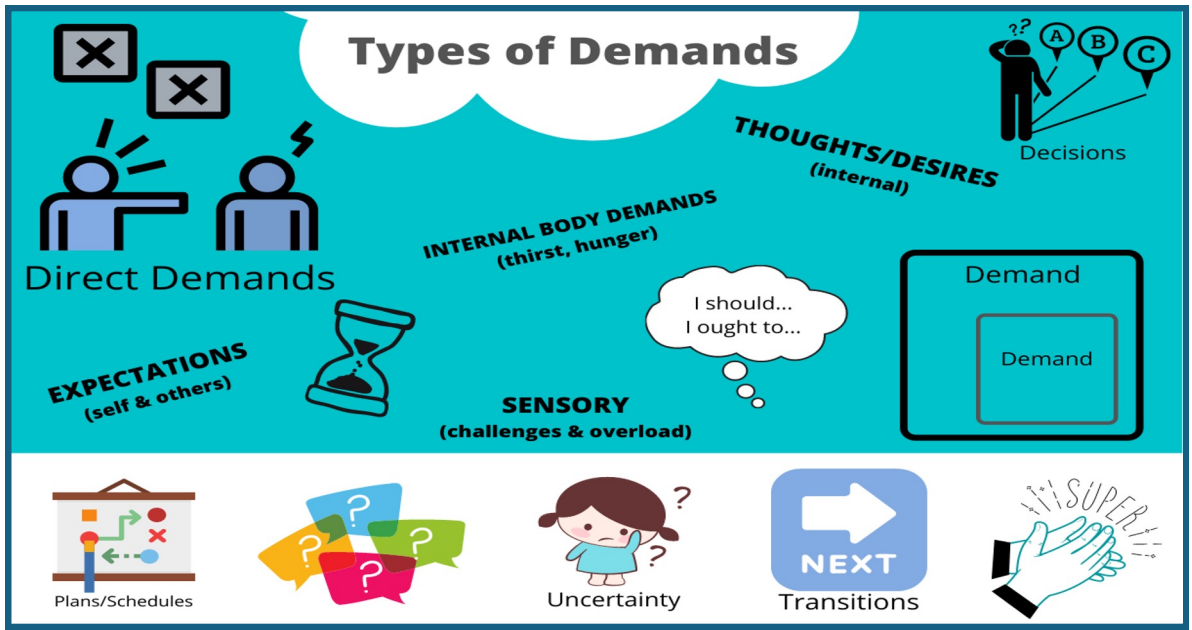 Types of Demands
??
A
B
C
Decisions
THOUGHTS/DESIRES
(internal)
INTERNAL BODY DEMANDS
(thirst, hunger)
Direct Demands
Demand
Demand
I should...
I ought to...
EXPECTATIONS
(self & others)
SENSORY
(challenges & overload)
Plans/Schedules
?
?
?
?
?
?
Uncertainty
NEXT
Transitions
SUPER!